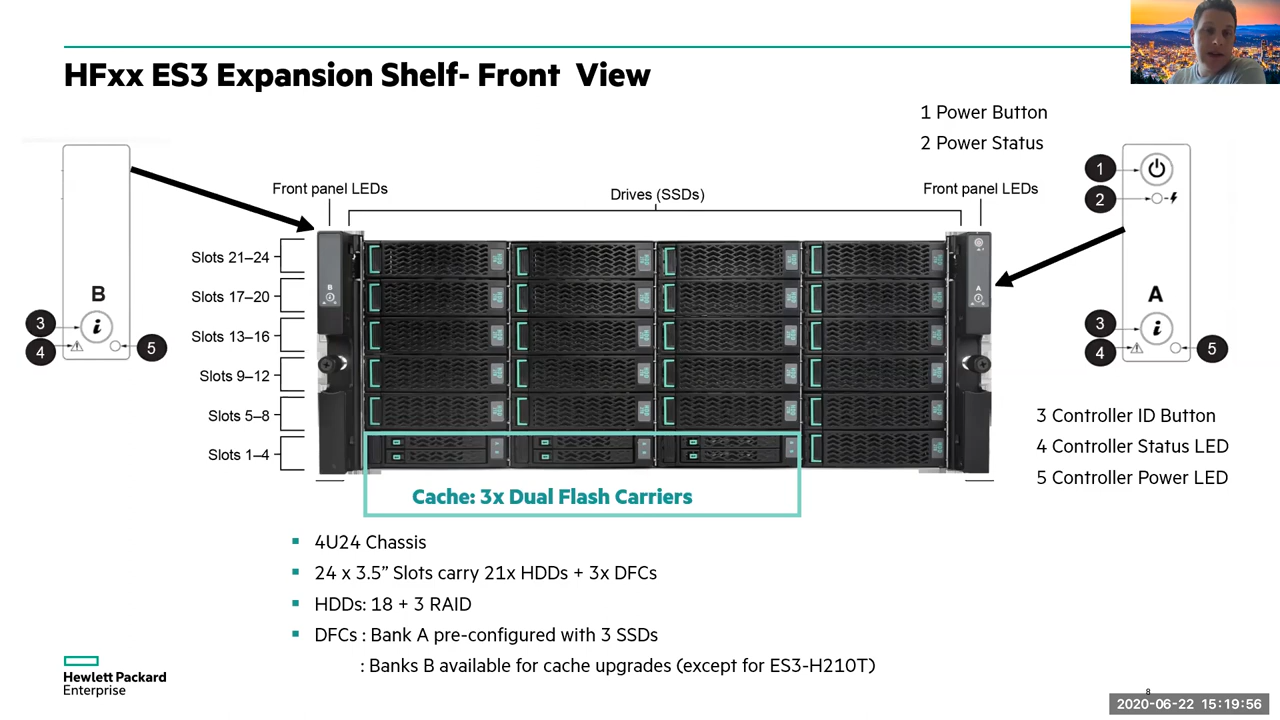 HFxx ES3 Expansion Shelf- Front View
1 Power Button
2 Power Status
Front panel LEDs
Drives (SSDs)
Front panel LEDs
1
2
A
3
4
5
B
3
4
5
Slots 21–24
Slots 17–20
Slots 13–16
Slots 9–12
Slots 5–8
Slots 1–4
B
A
Cache: 3x Dual Flash Carriers
3 Controller ID Button
4 Controller Status LED
5 Controller Power LED
▪ 4U24 Chassis
▪ 24 x 3.5” Slots carry 21x HDDs + 3x DFCs
▪ HDDs: 18 + 3 RAID
▪ DFCs : Bank A pre-configured with 3 SSDs
: Banks B available for cache upgrades (except for ES3-H210T)
Hewlett Packard
Enterprise
8
2020-06-22 15:19:56